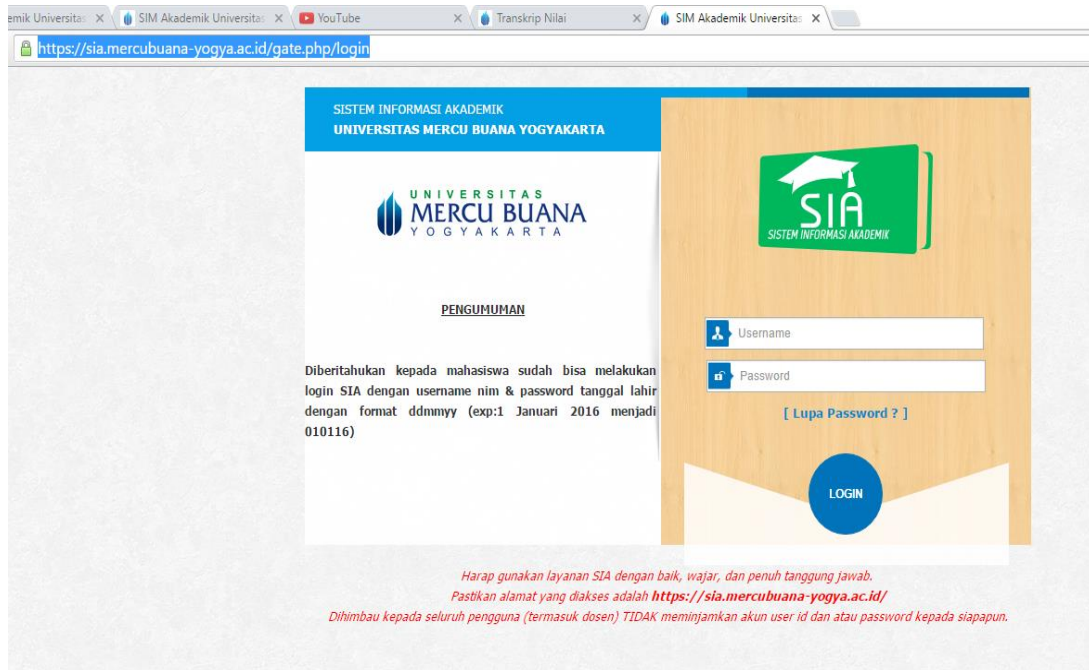 emik Universitas
SIM Akademik Universitas
YouTube
Transkrip Nilai
SIM Akademik Universitas
https://sia.mercubuana-yogya.ac.id/gate.php/login
SISTEM INFORMASI AKADEMIK
UNIVERSITAS MERCU BUANA YOGYAKARTA
UNIVERSITAS
MERCU BUANA
YOGYAKARTA
PENGUMUMAN
Diberitahukan kepada mahasiswa sudah bisa melakukan
login SIA dengan username nim & password tanggal lahir
dengan format ddmmyy (exp:1 Januari 2016 menjadi
010116)
SIA
SISTEM INFORMASI AKADEMIK
Username
Password
[ Lupa Password ? ]
LOGIN
Harap gunakan layanan SIA dengan baik, wajar, dan penuh tanggung jawab.
Pastikan alamat yang diakses adalah https://sia.mercubuana-yogya.ac.id/
Dihimbau kepada seluruh pengguna (termasuk dosen) TIDAK meminjamkan akun user id dan atau password kepada siapapun.